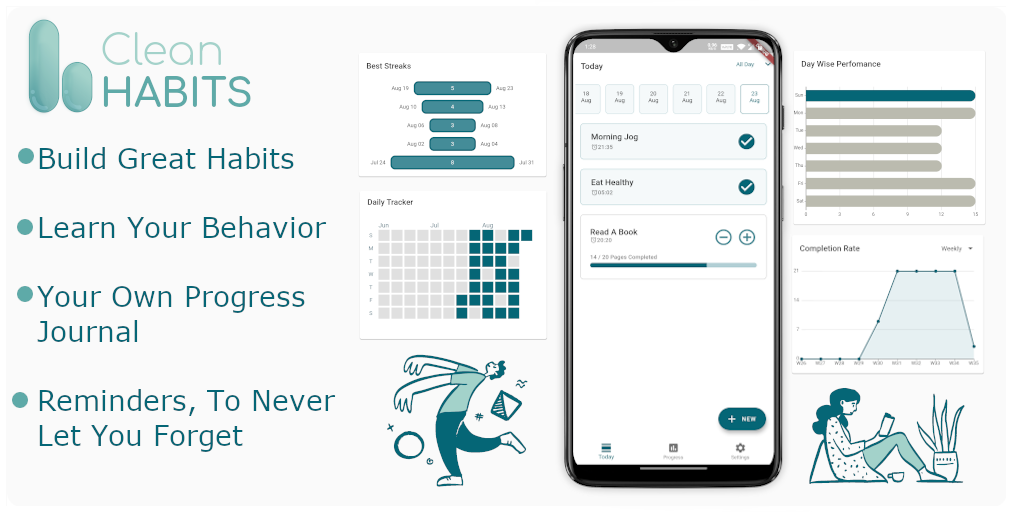 Clean
HABITS
Build Great Habits
Learn Your Behavior
Your Own Progress
Journal
Reminders, To Never
Let You Forget
Best Streaks
Aug 19 5 Aug 23
Aug 10 4 Aug 13
Aug 06 3 Aug 08
Aug 02 3 Aug 04
Jul 24 8 Jul 31
Daily Tracker
Jun Jul Aug
S
M
T
W
T
F
S
Today All Day
18 19 20 21 22 23
Aug Aug Aug Aug Aug Aug
Morning Jog
21:35
Eat Healthy
05:02
Read A Book
20:20
14 / 20 Pages Completed
+ NEW
Today Progress Settings
Day Wise Perfomance
Sun
Mon
Tue
Wed
Thu
Fri
Sat
0 3 6 9 12 15
Completion Rate Weekly
21
14
7
0
W26 W27 W28 W29 W30 W31 W32 W33 W34 W35